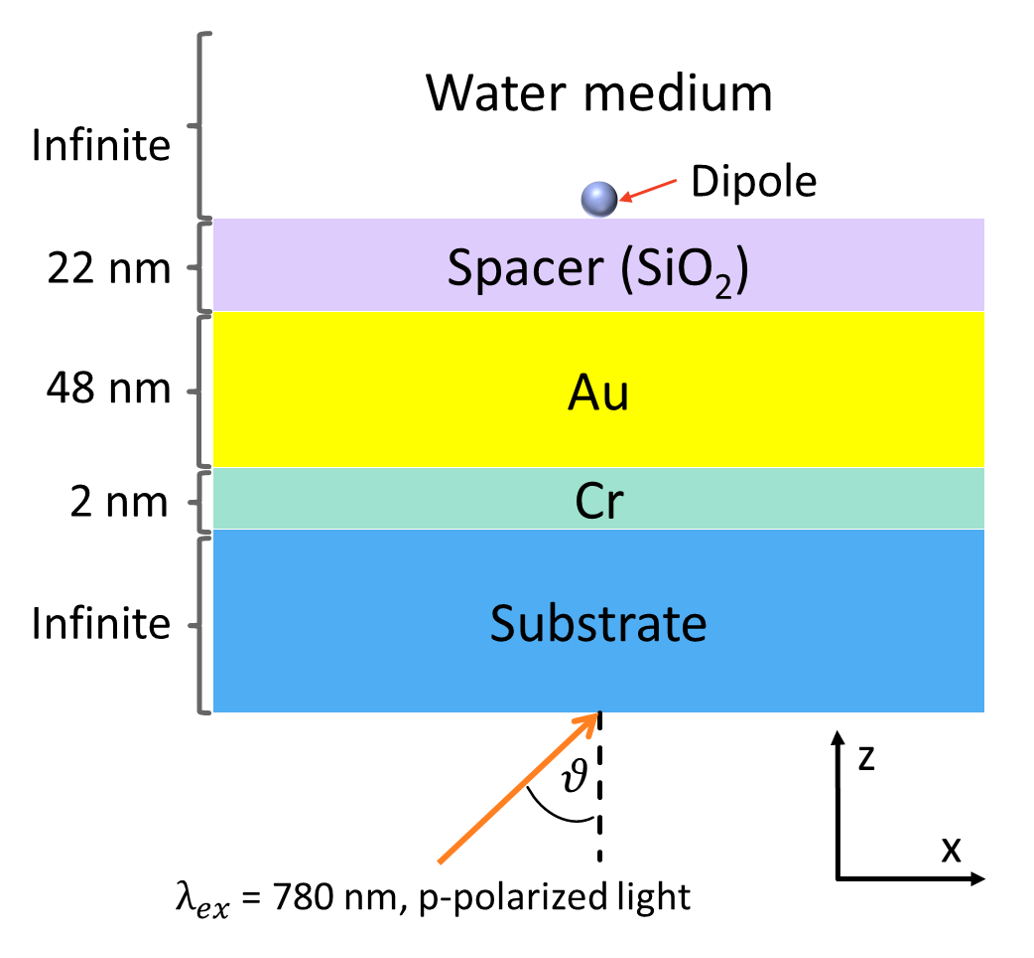 Water medium
Infinite
Dipole
22 nm
Spacer (SiO₂)
48 nm
Au
2 nm
Cr
Infinite
Substrate
ϑ
z
x
λₑₓ = 780 nm, p-polarized light